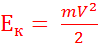 Eк = mV²/2